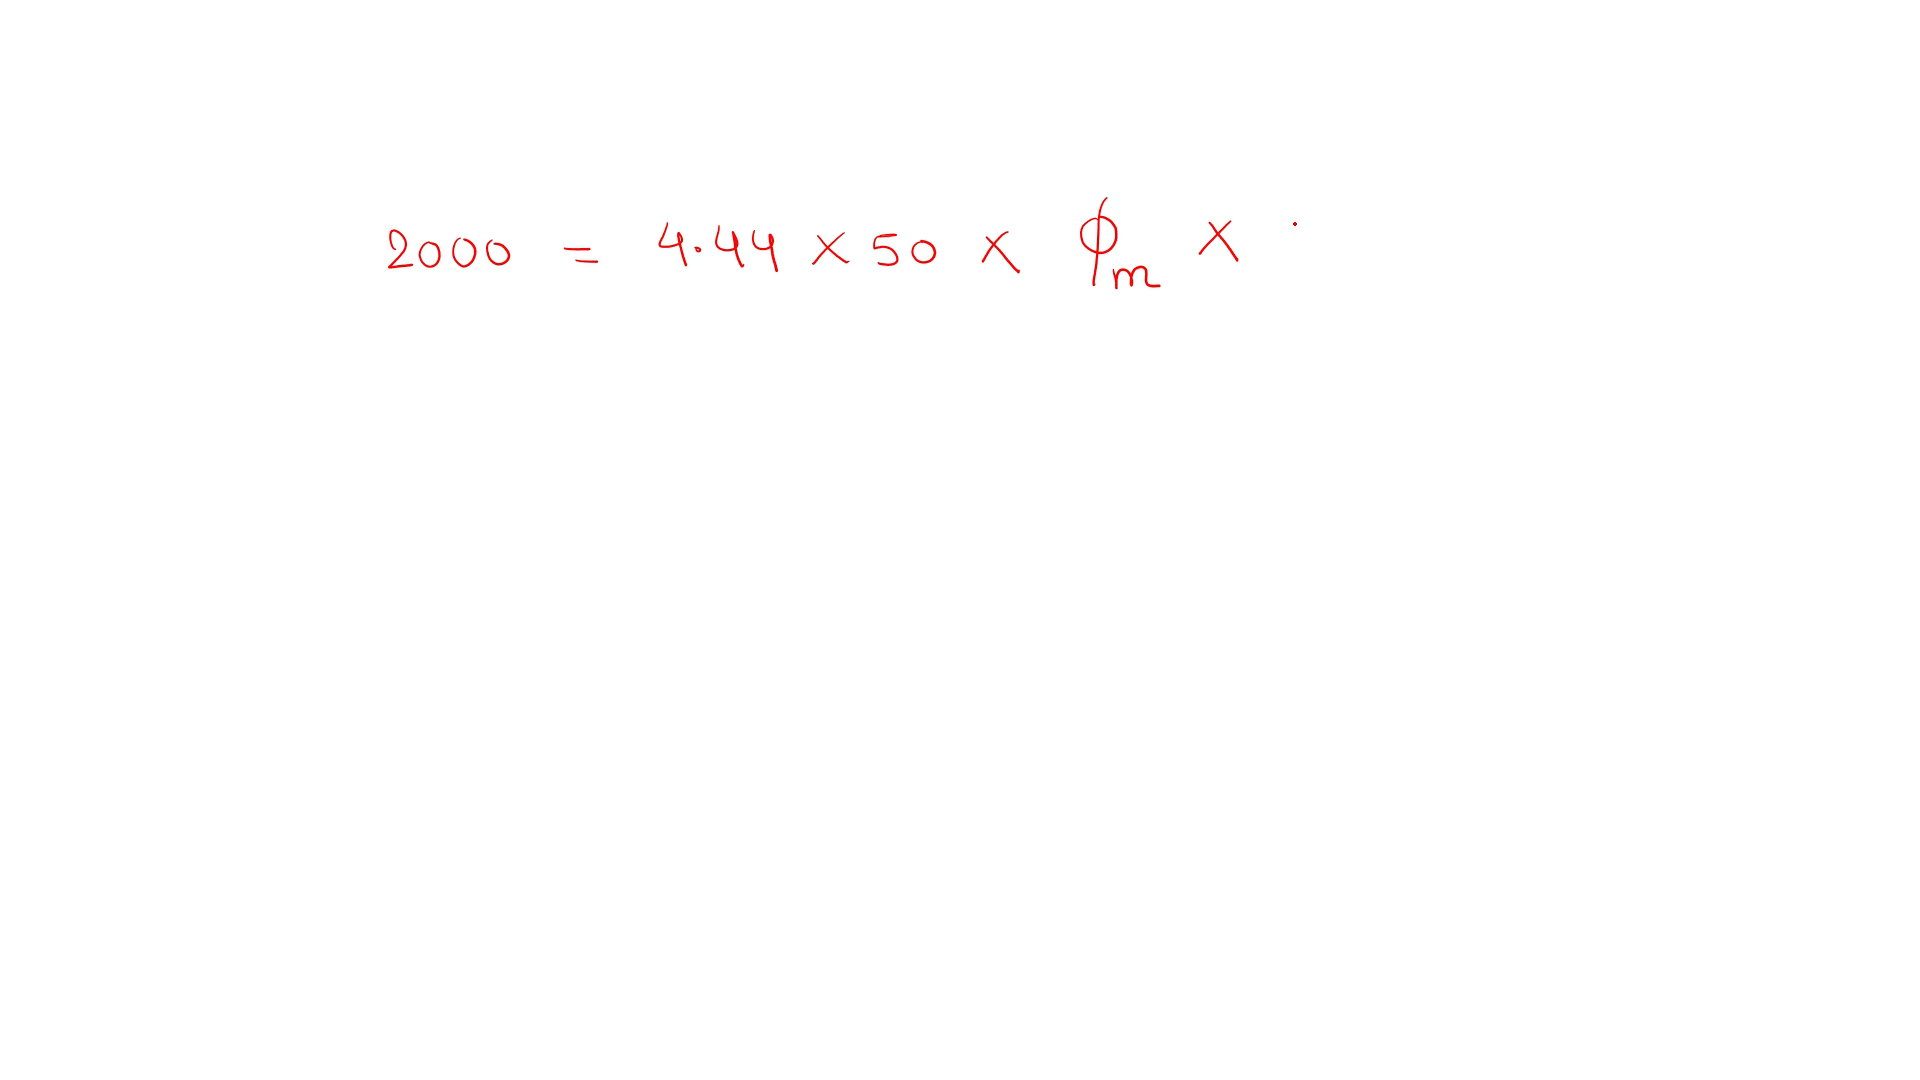 2000 = 4.44 × 50 × ϕₘ ×